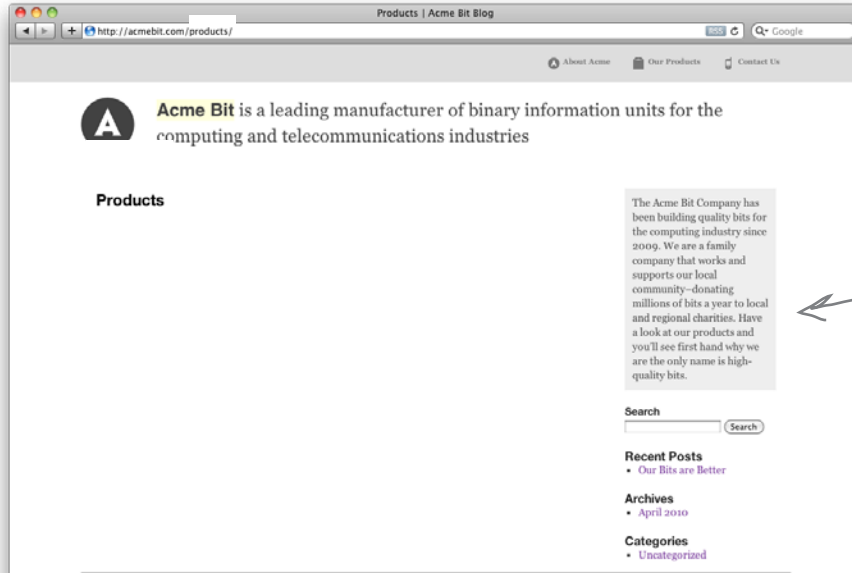 Products | Acme Bit Blog
http://acmebit.com/products/
RSS
Google
About Acme
Our Products
Contact Us
A
Acme Bit is a leading manufacturer of binary information units for the
computing and telecommunications industries
Products
The Acme Bit Company has
been building quality bits for
the computing industry since
2009. We are a family
company that works and
supports our local
community–donating
millions of bits a year to local
and regional charities. Have
a look at our products and
you'll see first hand why we
are the only name is high-
quality bits.
Search
Search
Recent Posts
• Our Bits are Better
Archives
• April 2010
Categories
• Uncategorized